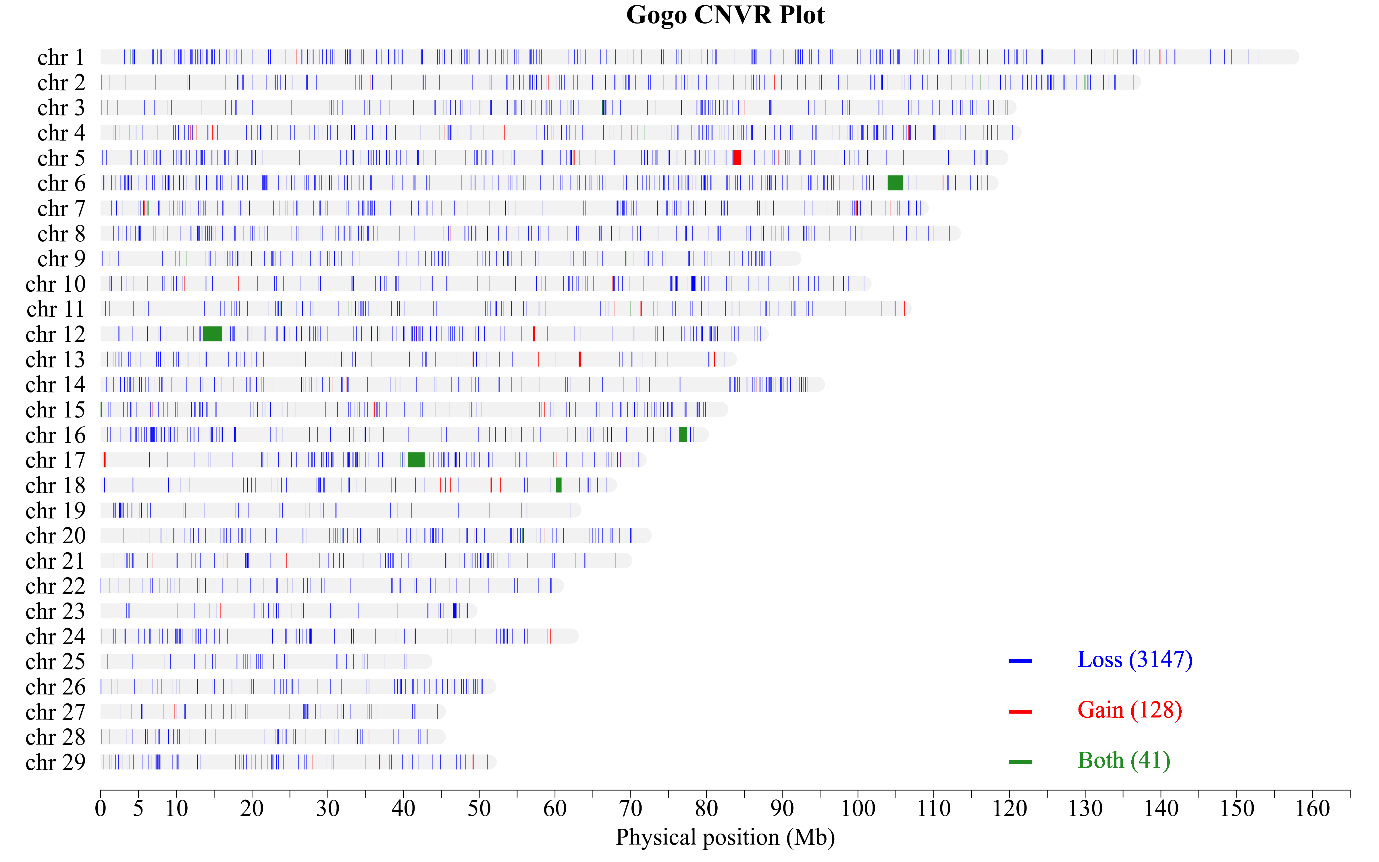 Gogo CNVR Plot
chr 1
chr 2
chr 3
chr 4
chr 5
chr 6
chr 7
chr 8
chr 9
chr 10
chr 11
chr 12
chr 13
chr 14
chr 15
chr 16
chr 17
chr 18
chr 19
chr 20
chr 21
chr 22
chr 23
chr 24
chr 25
chr 26
chr 27
chr 28
chr 29
Loss (3147)
Gain (128)
Both (41)
0 5 10 20 30 40 50 60 70 80 90 100 110 120 130 140 150 160
Physical position (Mb)